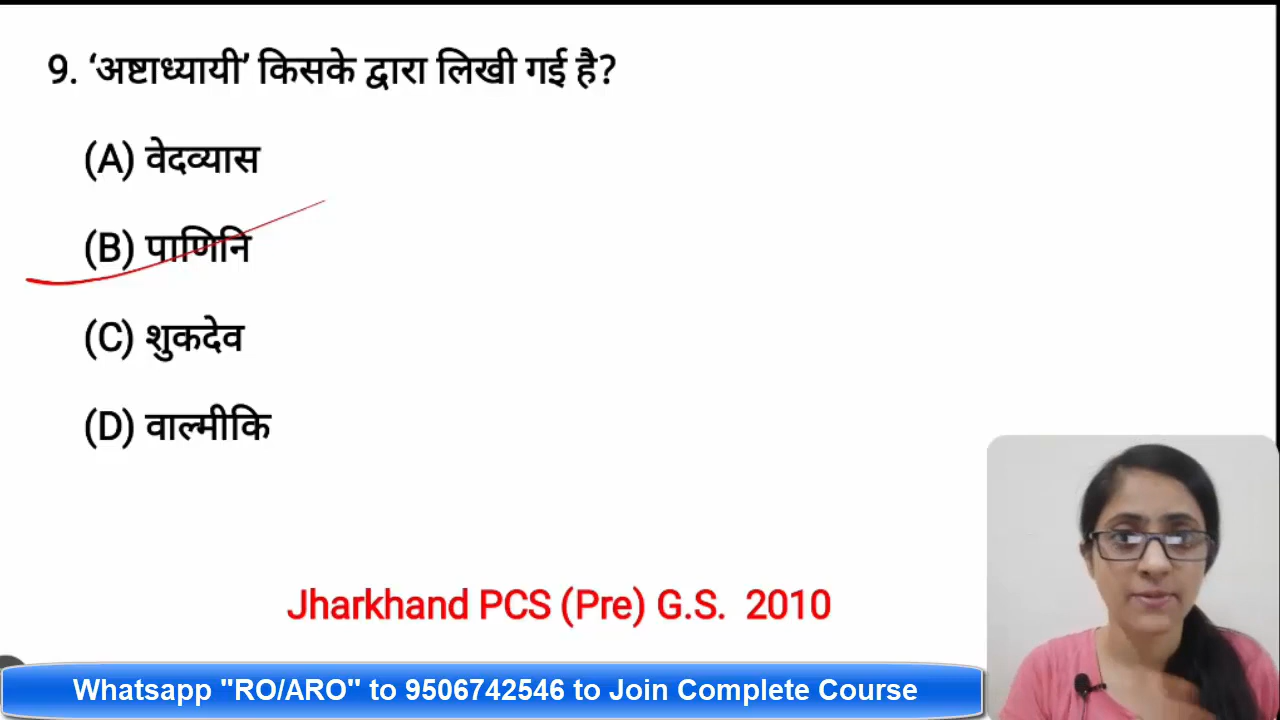 9. ‘अष्टाध्यायी’ किसके द्वारा लिखी गई है?
(A) वेदव्यास
(B) पाणिनि
(C) शुकदेव
(D) वाल्मीकि
Jharkhand PCS (Pre) G.S. 2010
Whatsapp "RO/ARO" to 9506742546 to Join Complete Course